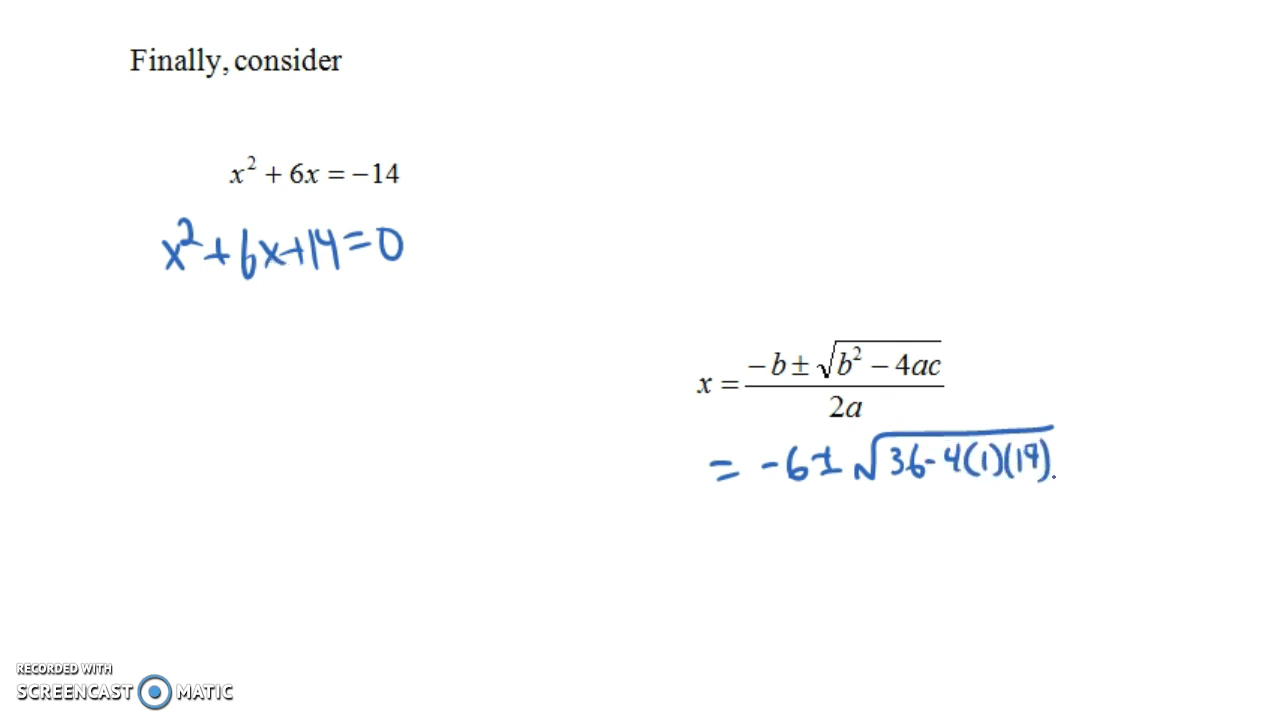 Finally, consider
x² + 6x = −14
x²+6x+14=0
x = (−b ± √(b² − 4ac)) / 2a
= -6 ± √(36-4(1)(14))
RECORDED WITH
SCREENCAST MATIC